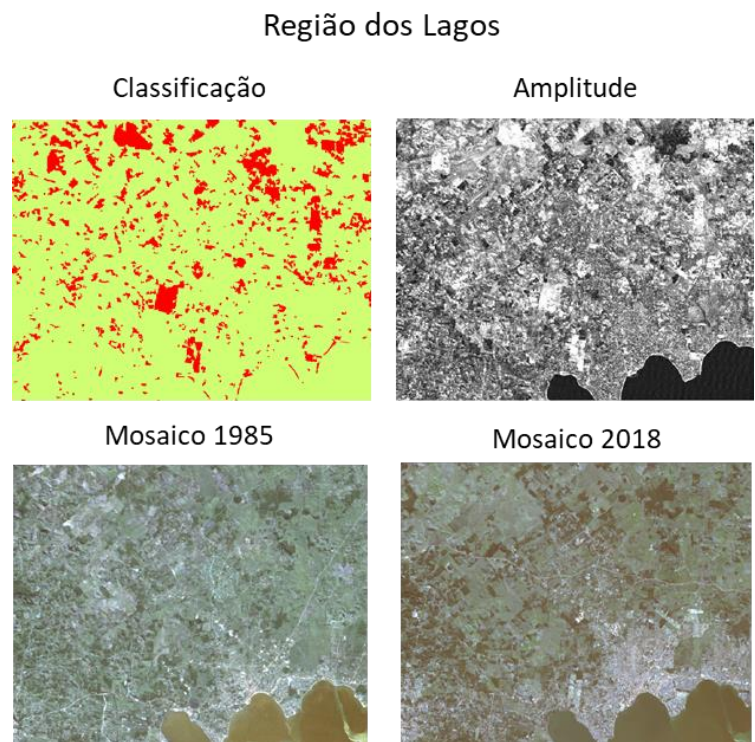 Região dos Lagos
Classificação
Amplitude
Mosaico 1985
Mosaico 2018